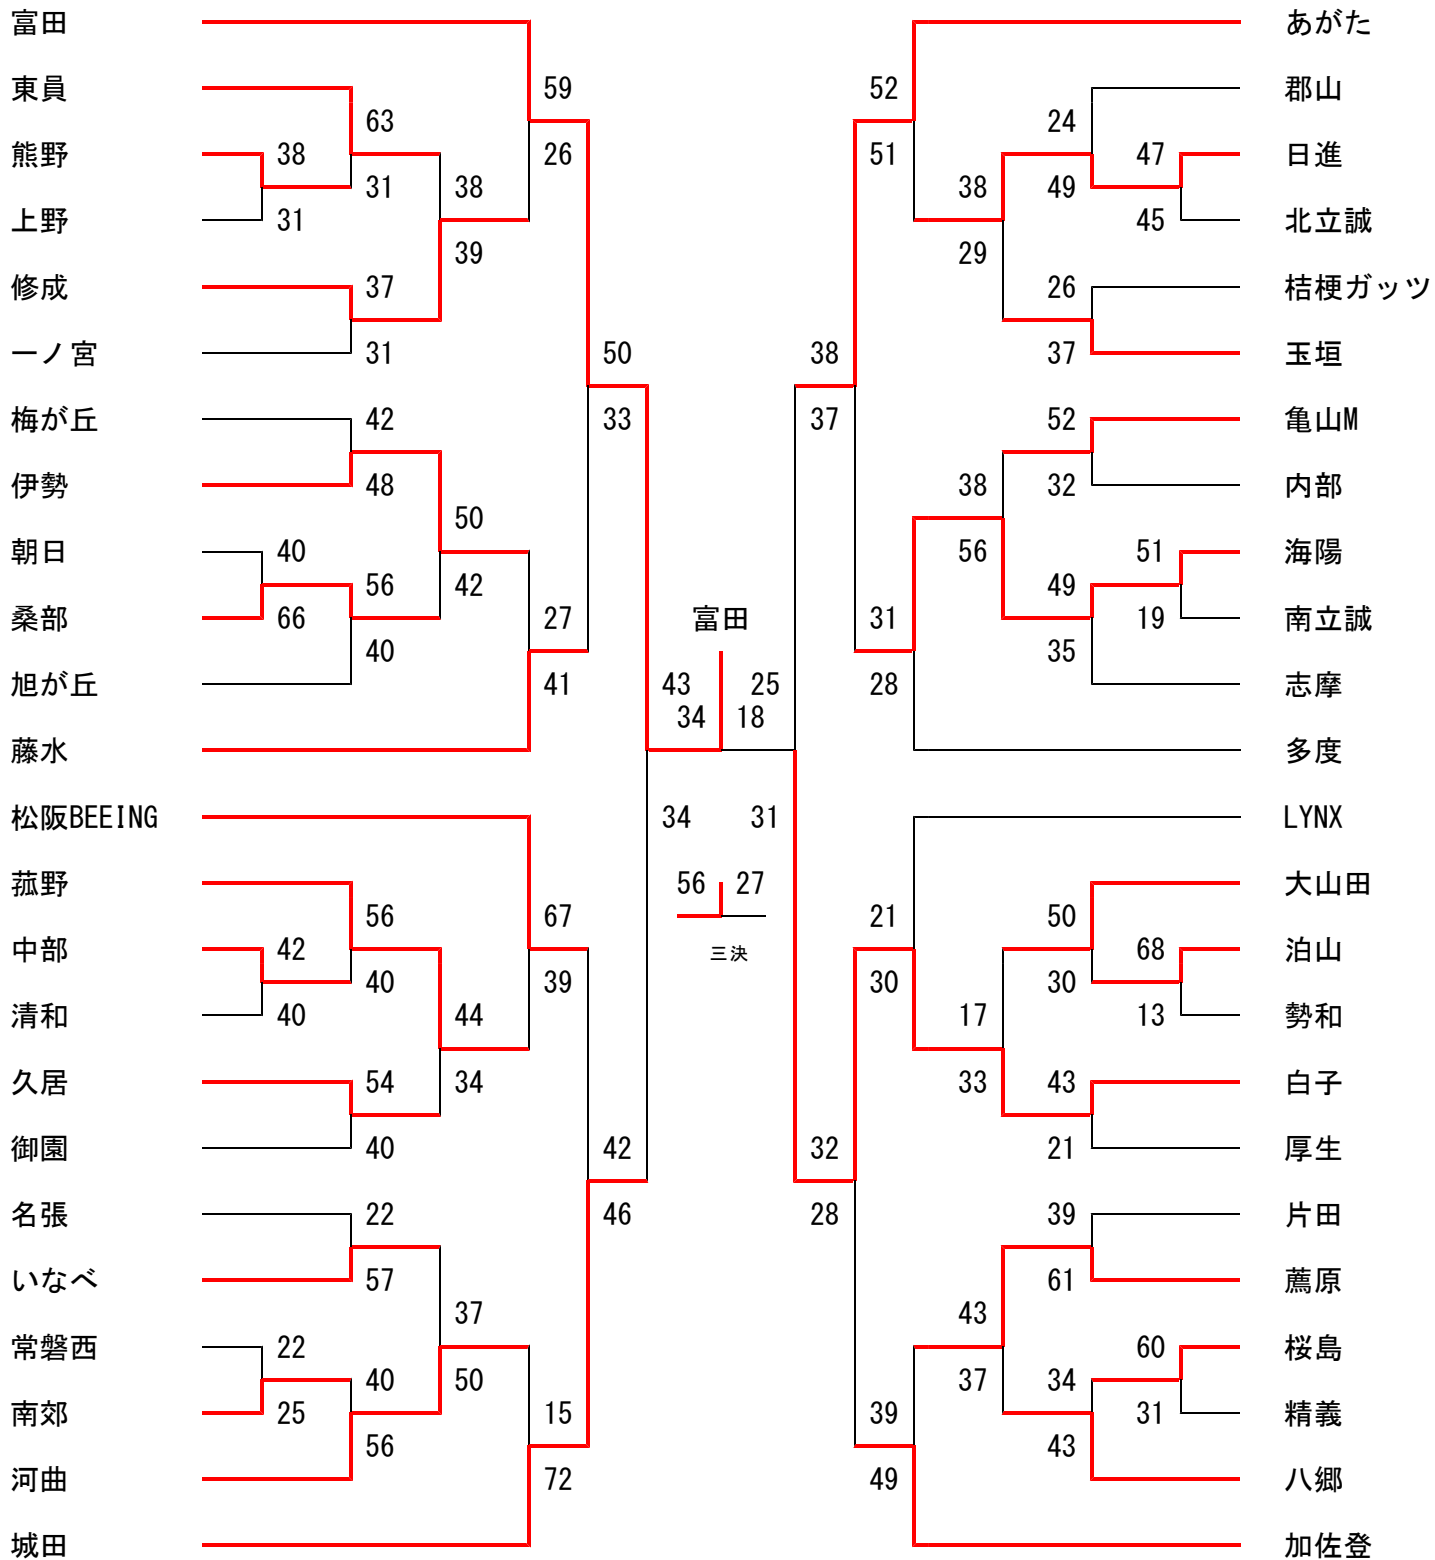 富田
あがた
東員
59
52
郡山
63
24
熊野
38
26
51
47
日進
31
38
38
49
上野
31
45
北立誠
39
29
修成
37
26
桔梗ガッツ
一ノ宮
31
50
38
37
玉垣
梅が丘
42
33
37
52
亀山M
伊勢
48
38
32
内部
50
朝日
40
56
51
海陽
56
42
49
桑部
66
27
富田
31
19
南立誠
40
35
旭が丘
41
43
25
28
志摩
34
18
藤水
多度
松阪BEEING
34
31
LYNX
菰野
56
27
大山田
56
67
21
50
中部
42
三決
68
泊山
40
39
30
30
清和
40
44
17
13
勢和
久居
54
34
33
43
白子
御園
40
42
32
21
厚生
名張
22
46
28
39
片田
いなべ
57
61
薦原
37
43
常磐西
22
60
桜島
40
50
37
34
南郊
25
15
39
31
精義
56
43
河曲
72
49
八郷
城田
加佐登